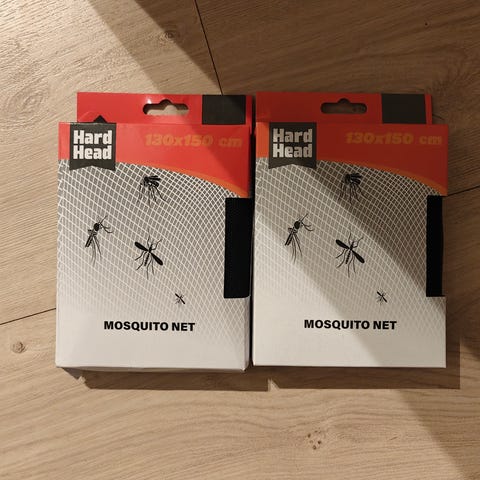 Hard
Head
130x150 cm
MOSQUITO NET
Hard
Head
130x150 cm
MOSQUITO NET